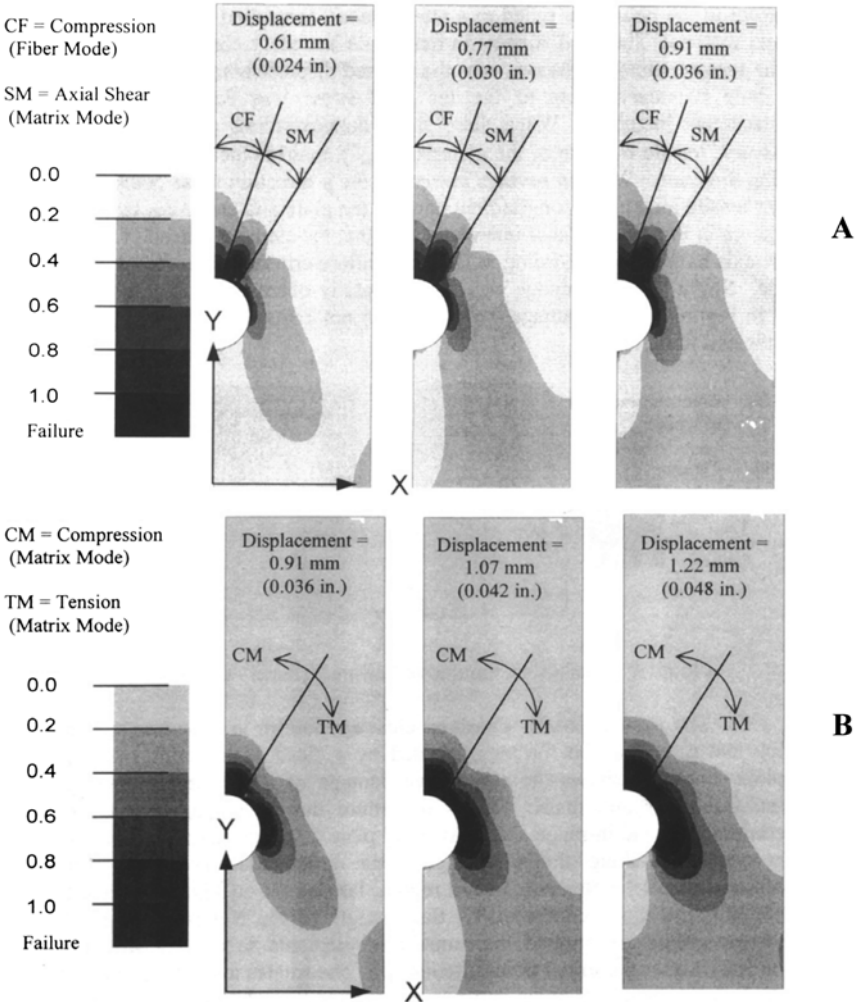 CF = Compression
(Fiber Mode)
SM = Axial Shear
(Matrix Mode)
0.0
0.2
0.4
0.6
0.8
1.0
Failure
Displacement =
0.61 mm
(0.024 in.)
CF
SM
Y
Displacement =
0.77 mm
(0.030 in.)
CF
SM
X
Displacement =
0.91 mm
(0.036 in.)
CF
SM
A
CM = Compression
(Matrix Mode)
TM = Tension
(Matrix Mode)
0.0
0.2
0.4
0.6
0.8
1.0
Failure
Displacement =
0.91 mm
(0.036 in.)
CM
TM
Y
Displacement =
1.07 mm
(0.042 in.)
CM
TM
X
Displacement =
1.22 mm
(0.048 in.)
CM
TM
B